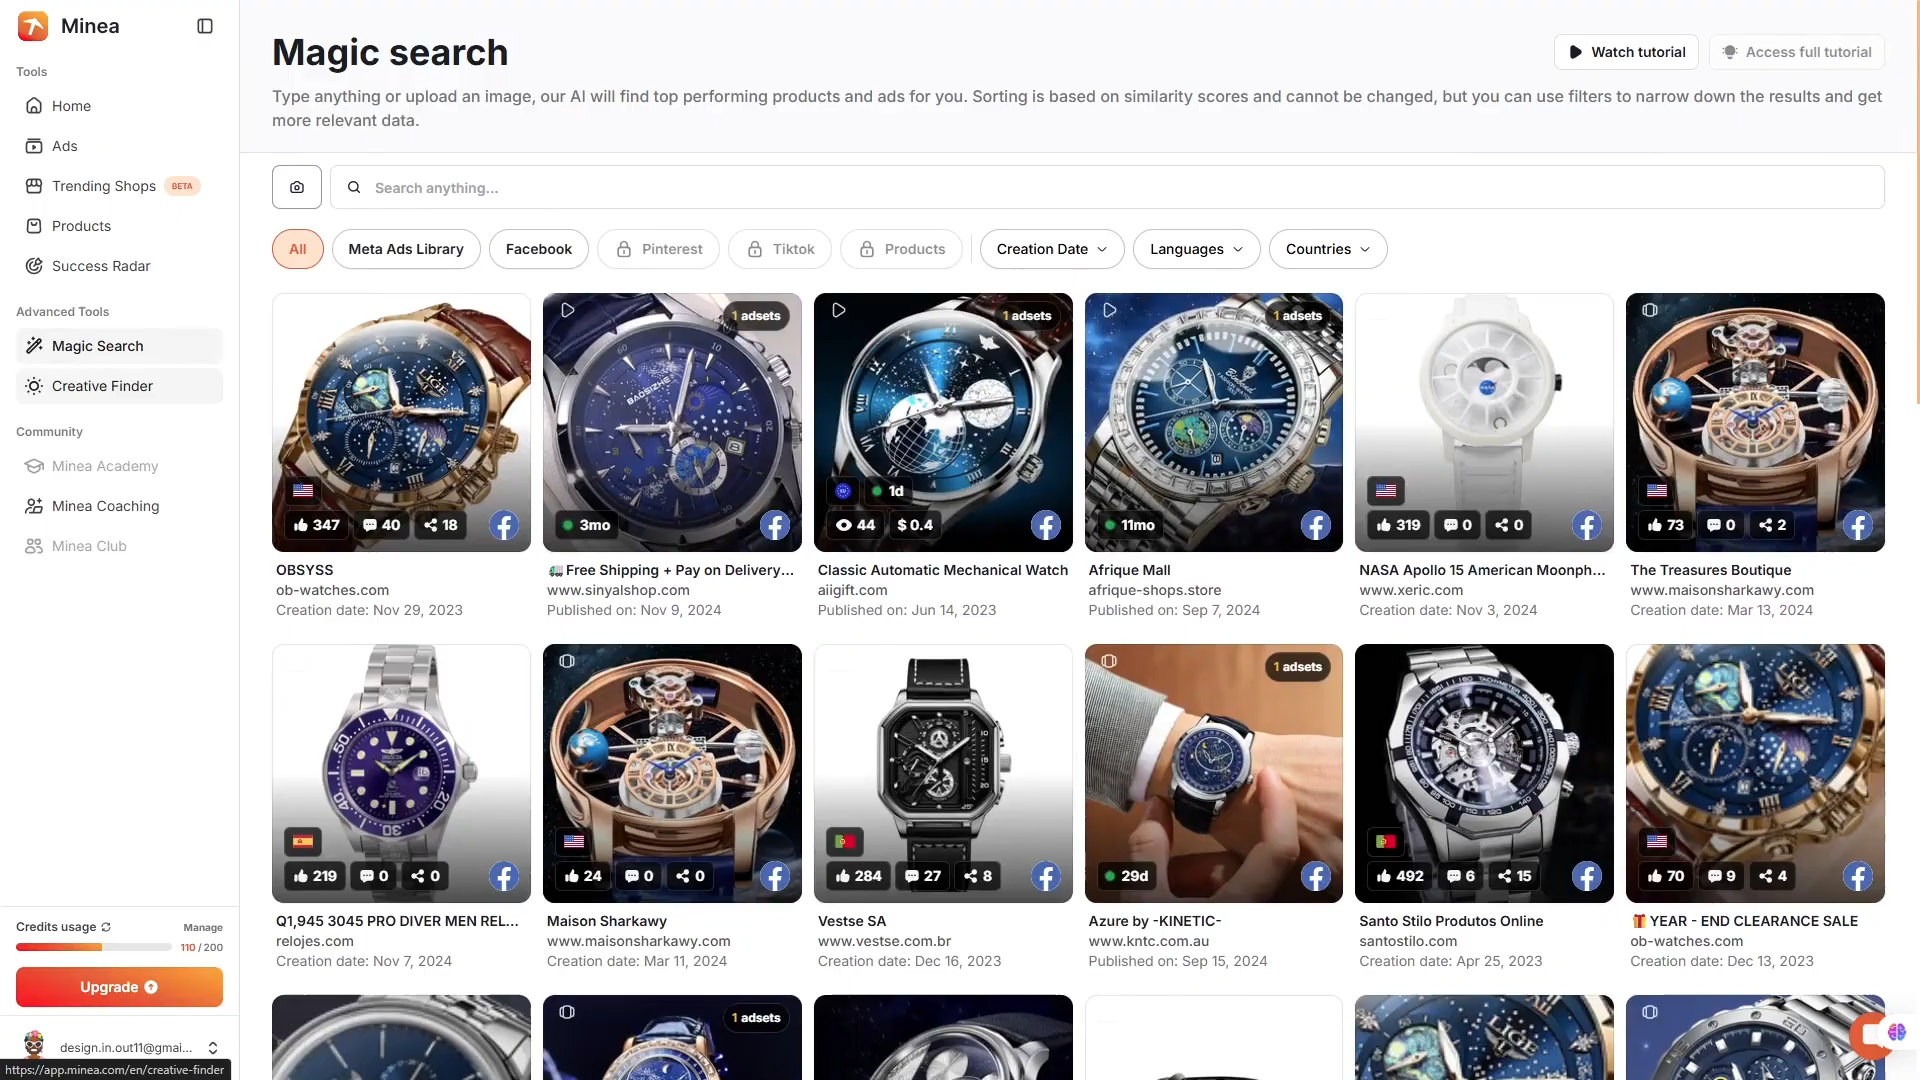 Minea
Tools
Home
Ads
Trending Shops BETA
Products
Success Radar
Advanced Tools
Magic Search
Creative Finder
Community
Minea Academy
Minea Coaching
Minea Club
Credits usage Manage
110 / 200
Upgrade
design.in.out11@gmai...
https://app.minea.com/en/creative-finder
Magic search
Watch tutorial
Access full tutorial
Type anything or upload an image, our AI will find top performing products and ads for you. Sorting is based on similarity scores and cannot be changed, but you can use filters to narrow down the results and get
more relevant data.
Search anything...
All Meta Ads Library Facebook Pinterest Tiktok Products Creation Date Languages Countries
LIGE
347 40 18
OBSYSS
ob-watches.com
Creation date: Nov 29, 2023
1 adsets
3mo
Free Shipping + Pay on Delivery...
www.sinyalshop.com
Published on: Nov 9, 2024
1 adsets
1d
44 $ 0.4
Classic Automatic Mechanical Watch
aiigift.com
Published on: Jun 14, 2023
1 adsets
11mo
Afrique Mall
afrique-shops.store
Published on: Sep 7, 2024
319 0 0
NASA Apollo 15 American Moonph...
www.xeric.com
Creation date: Nov 3, 2024
73 0 2
The Treasures Boutique
www.maisonsharkawy.com
Creation date: Mar 13, 2024
219 0 0
Q1,945 3045 PRO DIVER MEN REL...
relojes.com
Creation date: Nov 7, 2024
24 0 0
Maison Sharkawy
www.maisonsharkawy.com
Creation date: Mar 11, 2024
284 27 8
Vestse SA
www.vestse.com.br
Creation date: Dec 16, 2023
1 adsets
29d
Azure by -KINETIC-
www.kntc.com.au
Published on: Sep 15, 2024
492 6 15
Santo Stilo Produtos Online
santostilo.com
Creation date: Apr 25, 2023
LIGE
70 9 4
YEAR - END CLEARANCE SALE
ob-watches.com
Creation date: Dec 13, 2023
1 adsets
LIGE